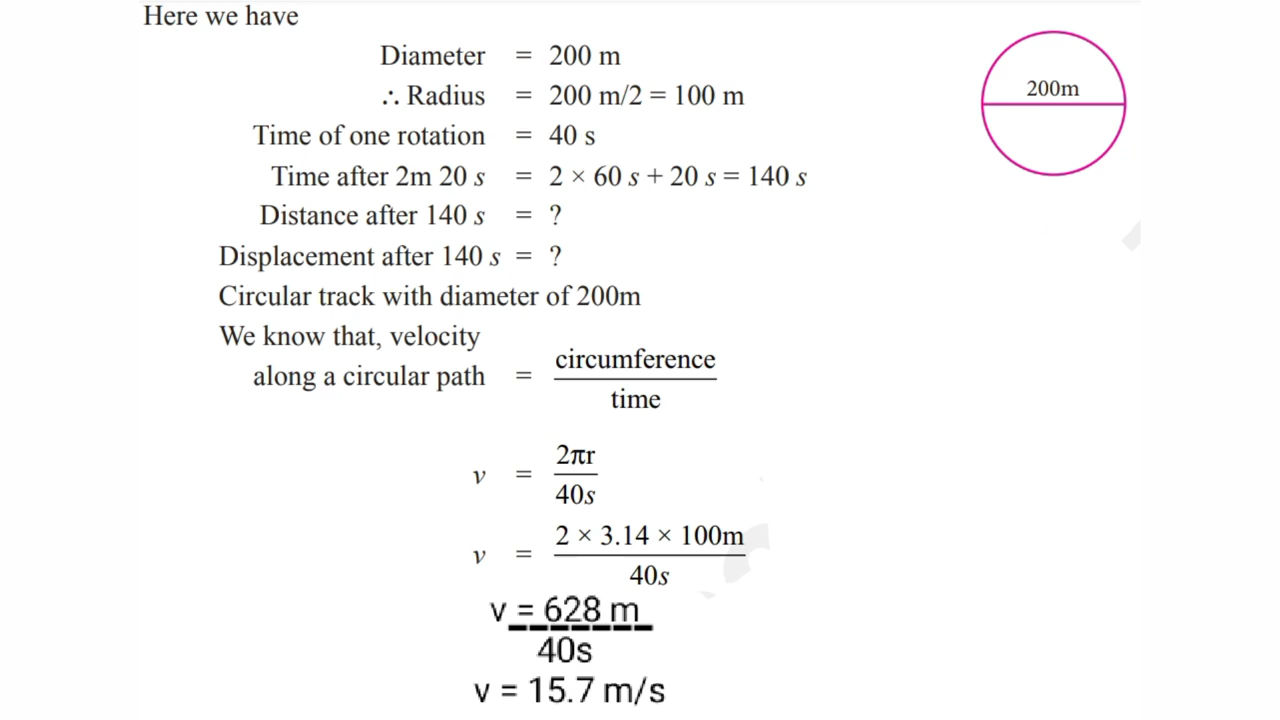 Here we have
Diameter = 200 m
200m
∴ Radius = 200 m/2 = 100 m
Time of one rotation = 40 s
Time after 2m 20 s = 2 × 60 s + 20 s = 140 s
Distance after 140 s = ?
Displacement after 140 s = ?
Circular track with diameter of 200m
We know that, velocity
along a circular path = circumference
time
v = 2πr
40s
v = 2 × 3.14 × 100m
40s
v = 628 m
40s
v = 15.7 m/s